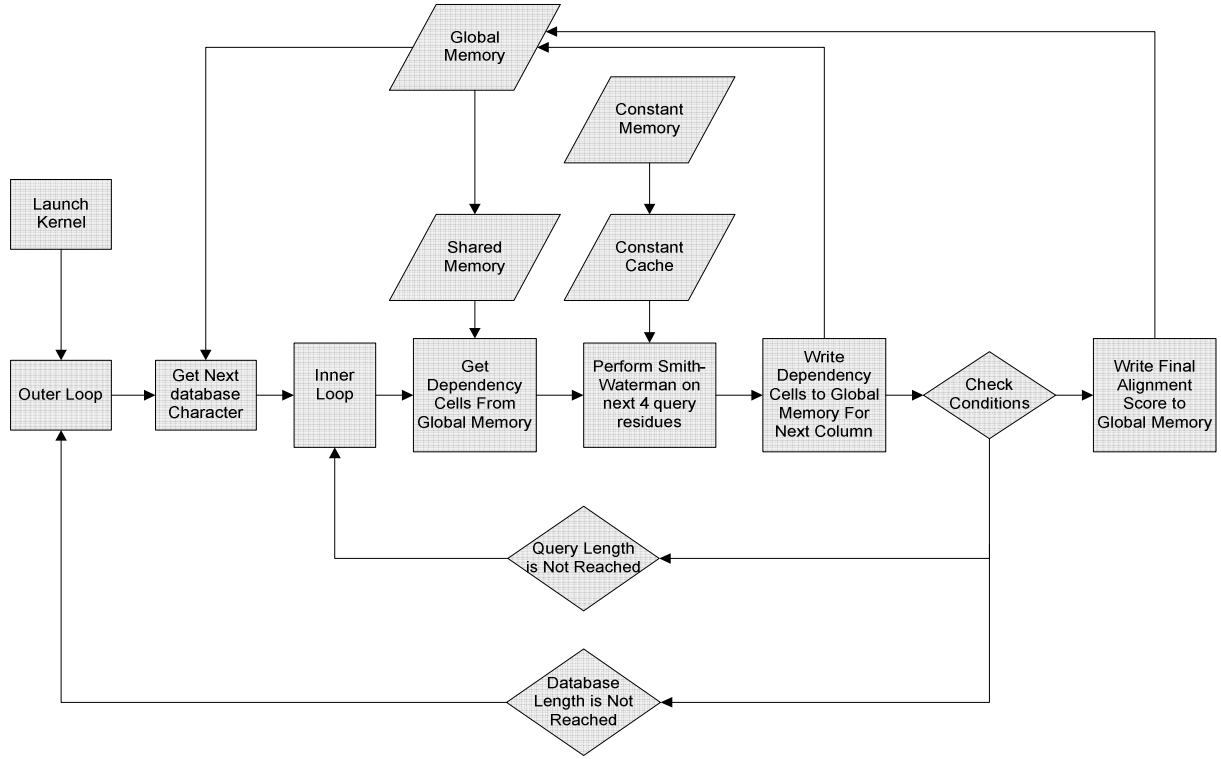 Global
Memory
Constant
Memory
Launch
Kernel
Shared
Memory
Constant
Cache
Outer Loop
Get Next
database
Character
Inner
Loop
Get
Dependency
Cells From
Global Memory
Perform Smith-
Waterman on
next 4 query
residues
Write
Dependency
Cells to Global
Memory For
Next Column
Check
Conditions
Write Final
Alignment
Score to
Global Memory
Query Length
is Not Reached
Database
Length is Not
Reached